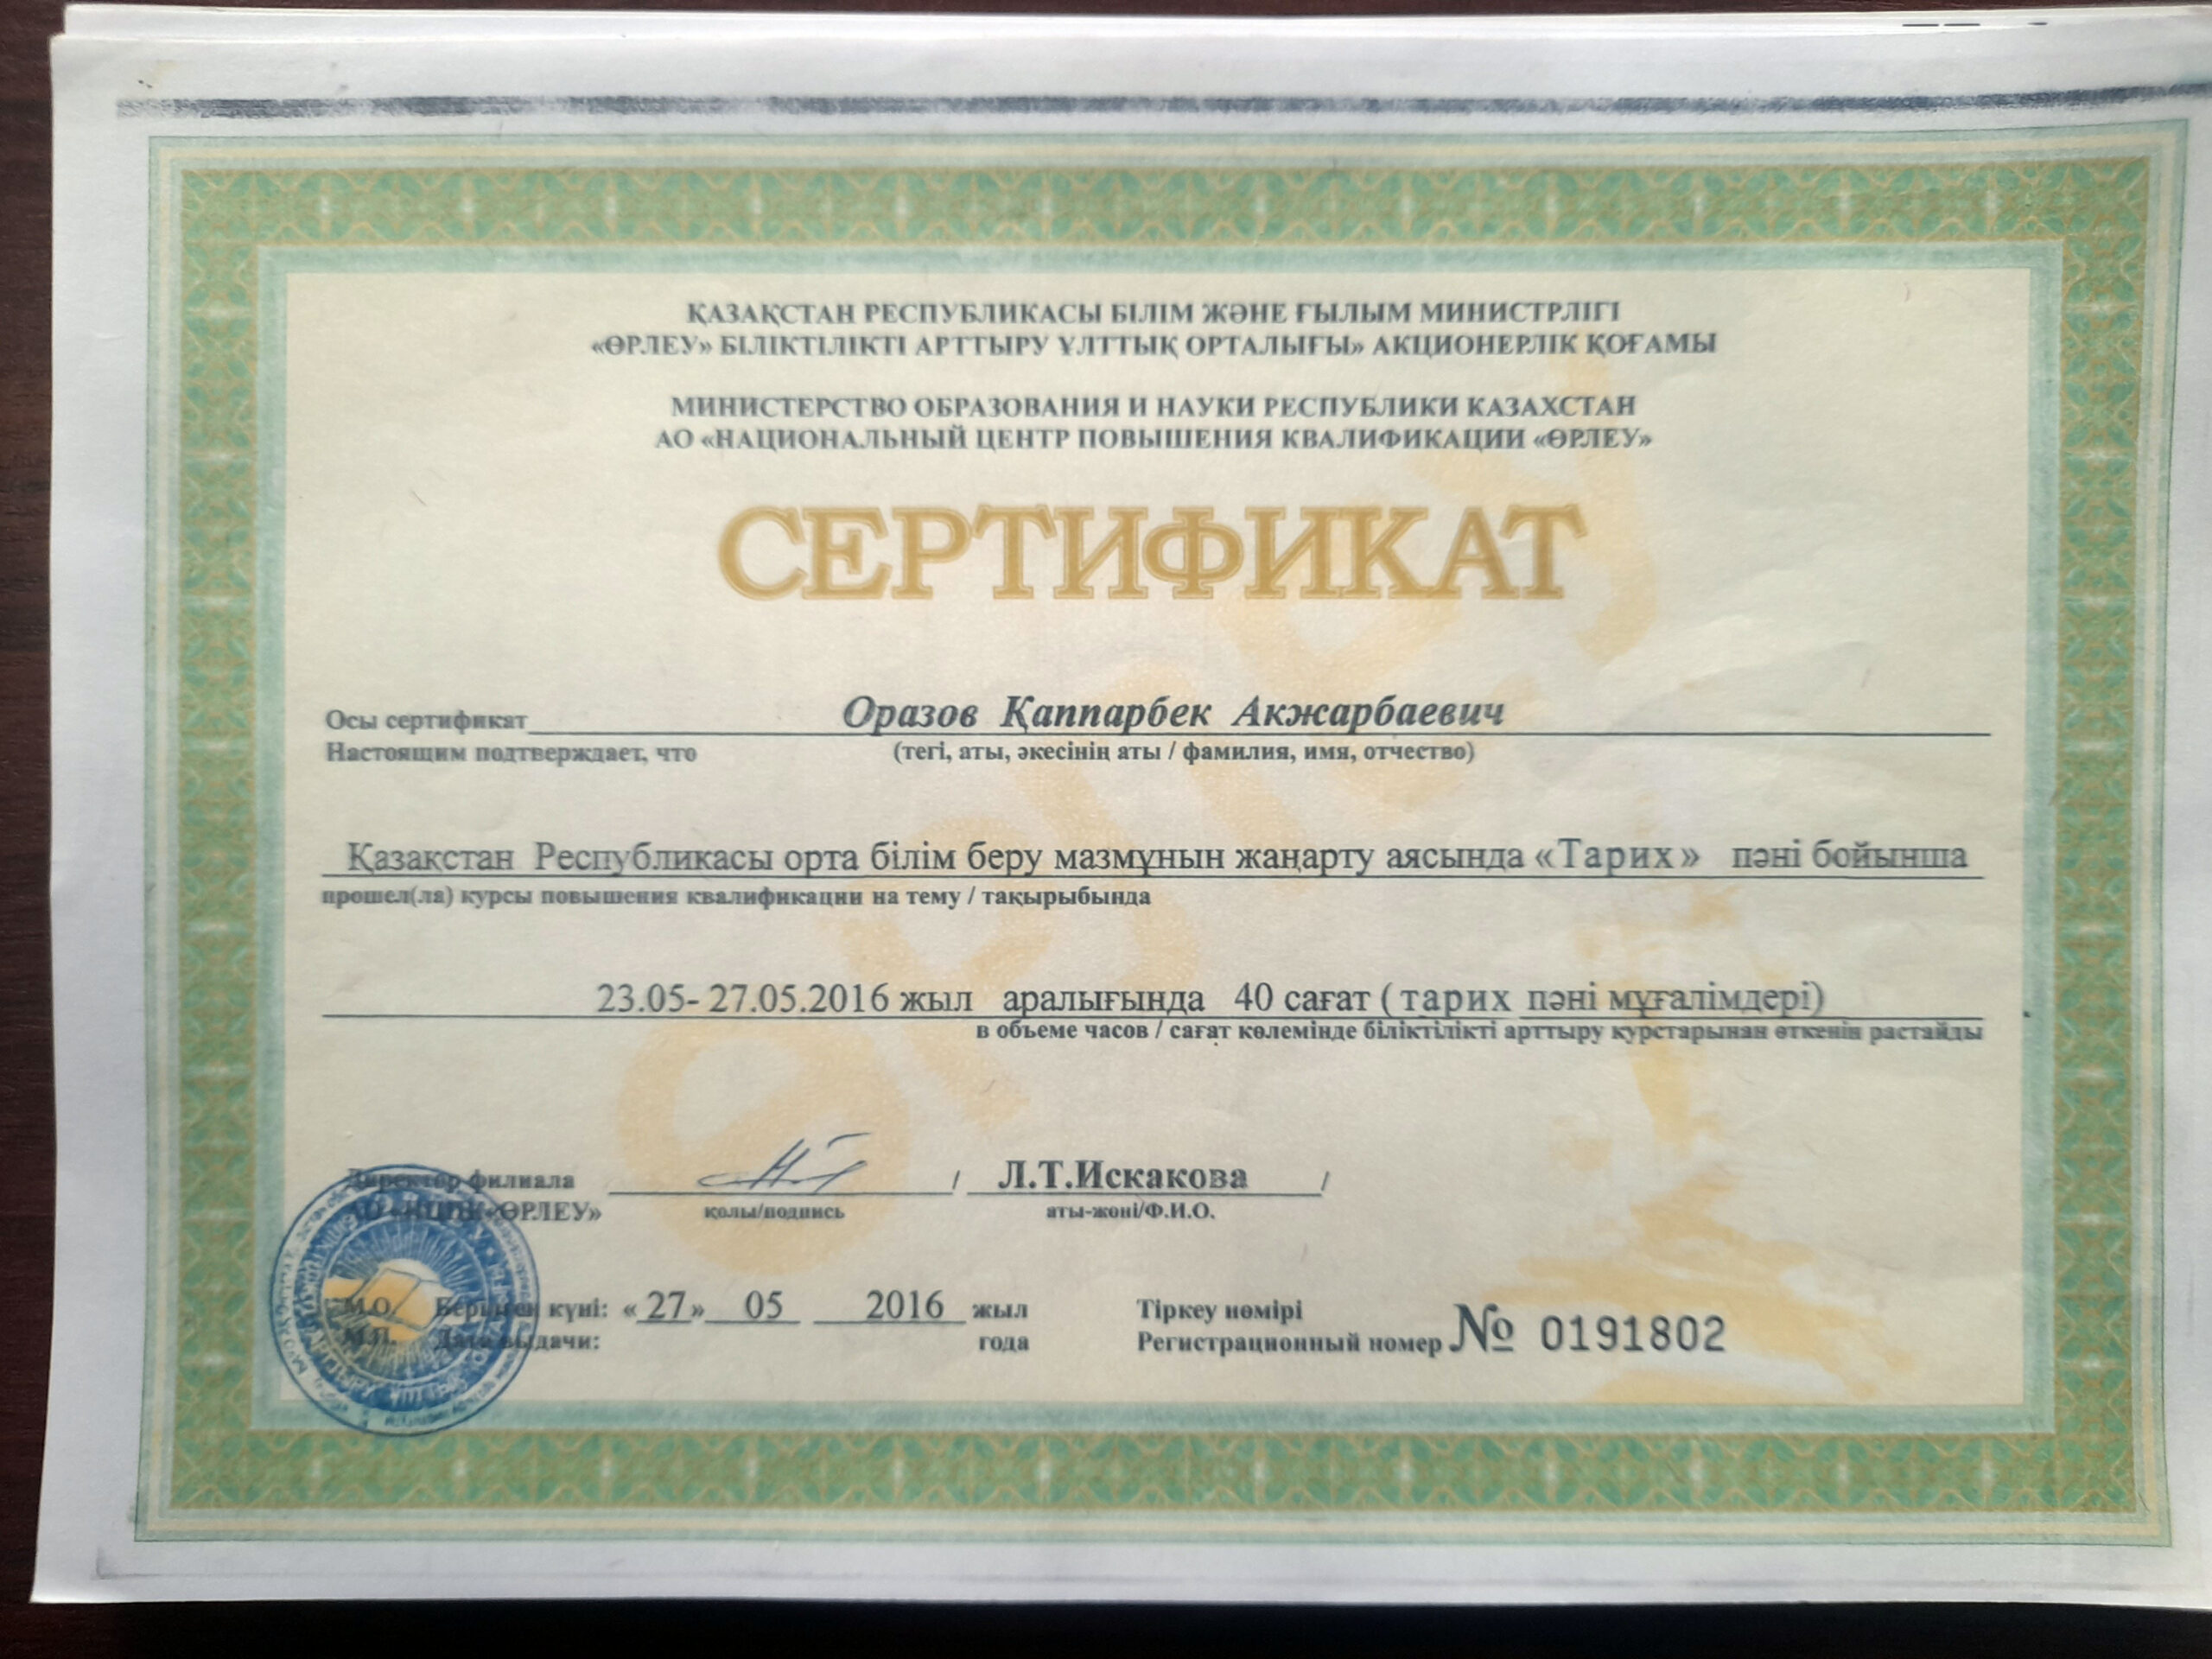 ҚАЗАҚСТАН РЕСПУБЛИКАСЫ БІЛІМ ЖӘНЕ ҒЫЛЫМ МИНИСТРЛІГІ
«ӨРЛЕУ» БІЛІКТІЛІКТІ АРТТЫРУ ҰЛТТЫҚ ОРТАЛЫҒЫ» АКЦИОНЕРЛІК ҚОҒАМЫ
МИНИСТЕРСТВО ОБРАЗОВАНИЯ И НАУКИ РЕСПУБЛИКИ КАЗАХСТАН
АО «НАЦИОНАЛЬНЫЙ ЦЕНТР ПОВЫШЕНИЯ КВАЛИФИКАЦИИ «ӨРЛЕУ»
СЕРТИФИКАТ
Осы сертификат Оразов Қаппарбек Акжарбаевич
Настоящим подтверждает, что (тегі, аты, әкесінің аты / фамилия, имя, отчество)
Қазақстан Республикасы орта білім беру мазмұнын жаңарту аясында «Тарих» пәні бойынша
прошел(ла) курсы повышения квалификации на тему / тақырыбында
23.05- 27.05.2016 жыл аралығында 40 сағат ( тарих пәні мұғалімдері)
в объеме часов / сағат көлемінде біліктілікті арттыру курстарынан өткенін растайды
Директор филиала / Л.Т.Искакова /
АО «НЦПК«ӨРЛЕУ» қолы/подпись аты-жөні/Ф.И.О.
М.О. Берілген күні: « 27 » 05 2016 жыл Тіркеу нөмірі
М.П. Дата выдачи: года Регистрационный номер № 0191802